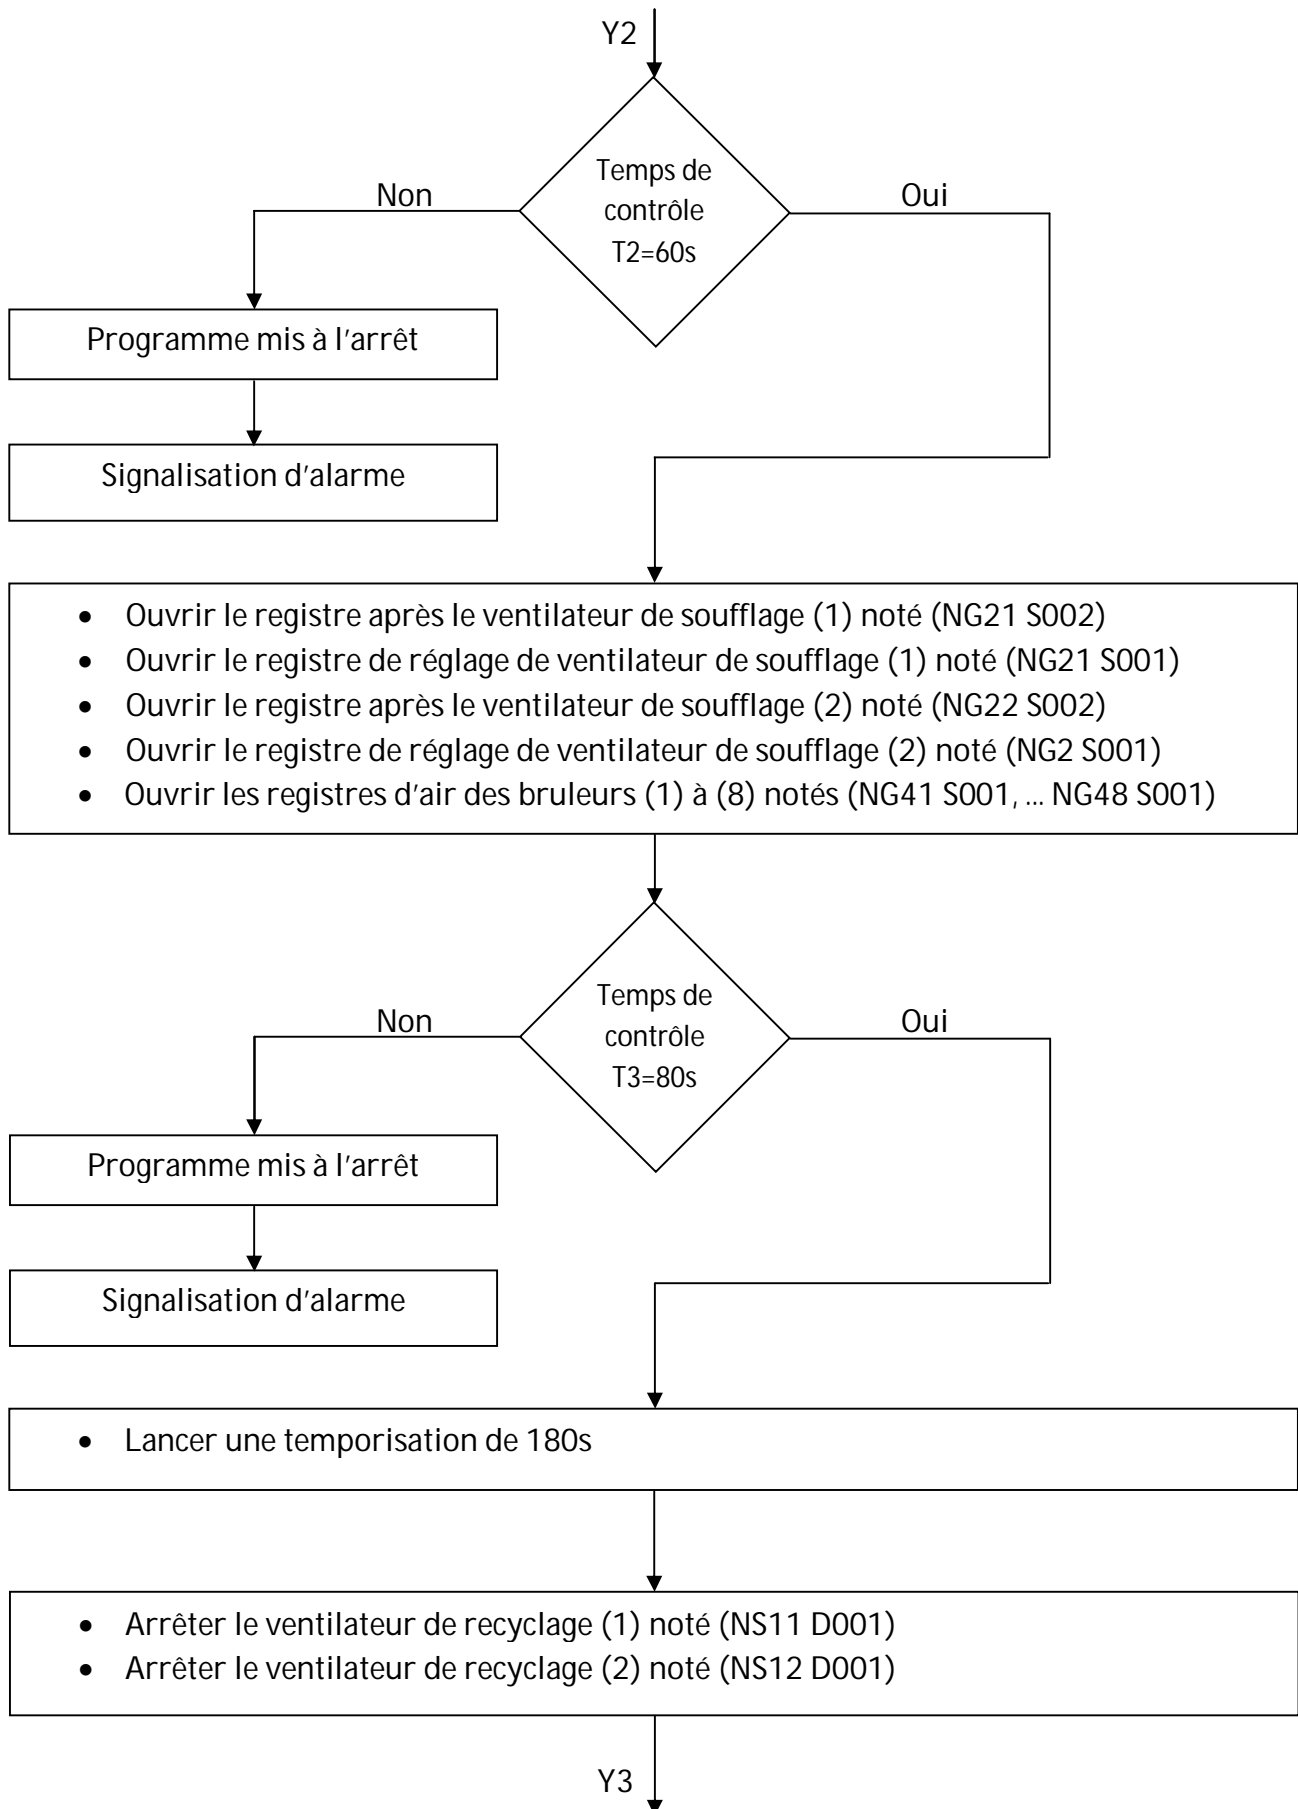 Y2
Temps de
contrôle
T2=60s
Non
Oui
Programme mis à l'arrêt
Signalisation d'alarme
• Ouvrir le registre après le ventilateur de soufflage (1) noté (NG21 S002)
• Ouvrir le registre de réglage de ventilateur de soufflage (1) noté (NG21 S001)
• Ouvrir le registre après le ventilateur de soufflage (2) noté (NG22 S002)
• Ouvrir le registre de réglage de ventilateur de soufflage (2) noté (NG2 S001)
• Ouvrir les registres d'air des bruleurs (1) à (8) notés (NG41 S001, ... NG48 S001)
Temps de
contrôle
T3=80s
Non
Oui
Programme mis à l'arrêt
Signalisation d'alarme
• Lancer une temporisation de 180s
• Arrêter le ventilateur de recyclage (1) noté (NS11 D001)
• Arrêter le ventilateur de recyclage (2) noté (NS12 D001)
Y3